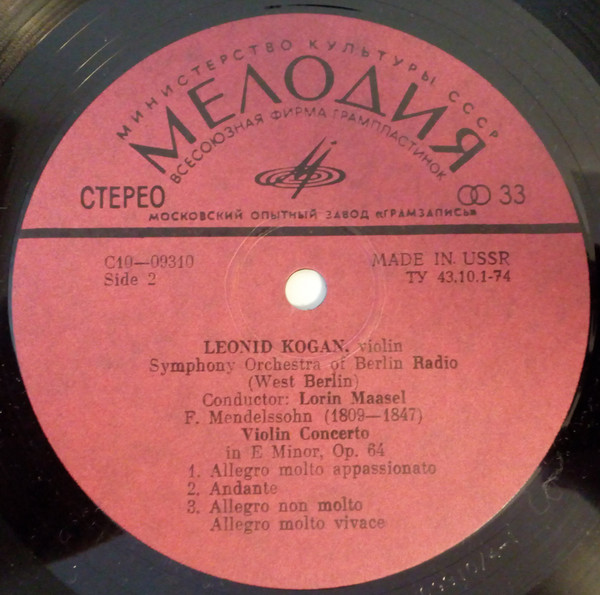 МИНИСТЕРСТВО КУЛЬТУРЫ СССР
МЕЛОДИЯ
ВСЕСОЮЗНАЯ ФИРМА ГРАМПЛАСТИНОК
СТЕРЕО
33
МОСКОВСКИЙ ОПЫТНЫЙ ЗАВОД «ГРАМЗАПИСЬ»
С10—09310 MADE IN USSR
Side 2 ТУ 43.10.1-74
LEONID KOGAN, violin
Symphony Orchestra of Berlin Radio
(West Berlin)
Conductor: Lorin Maasel
F. Mendelssohn (1809—1847)
Violin Concerto
in E Minor, Op. 64
1. Allegro molto appassionato
2. Andante
3. Allegro non molto
Allegro molto vivace